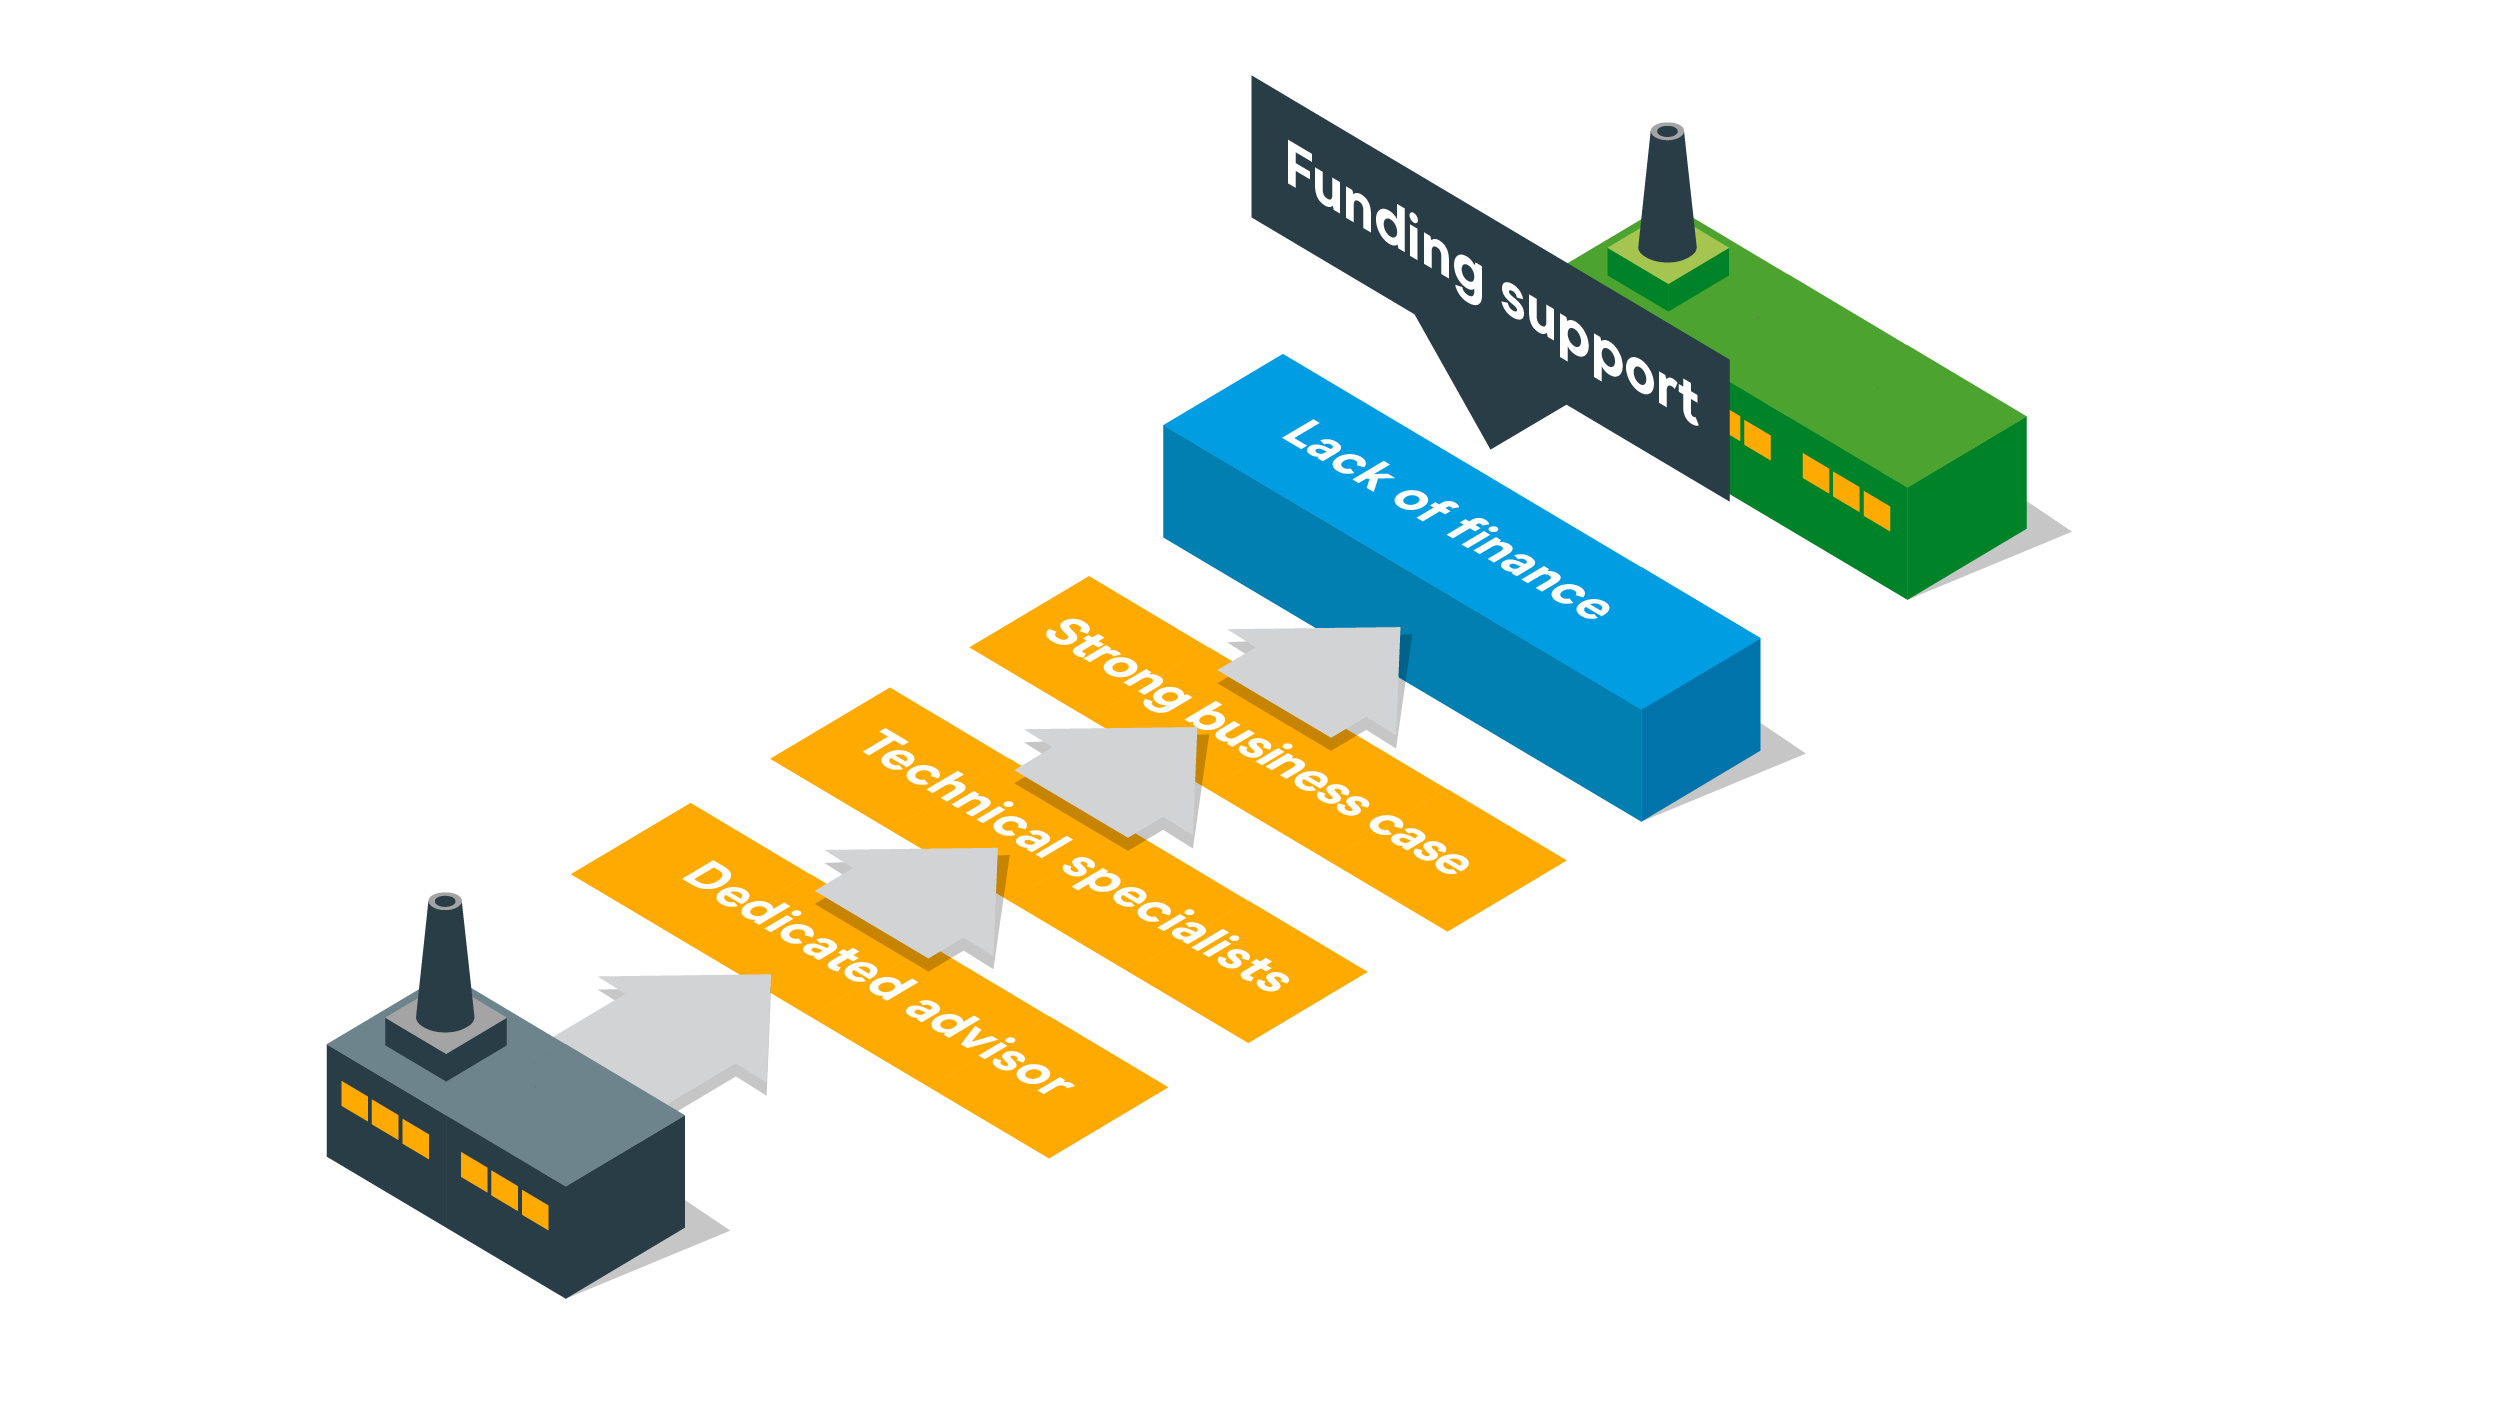 Funding support
Lack of finance
Strong business case
Technical specialists
Dedicated advisor